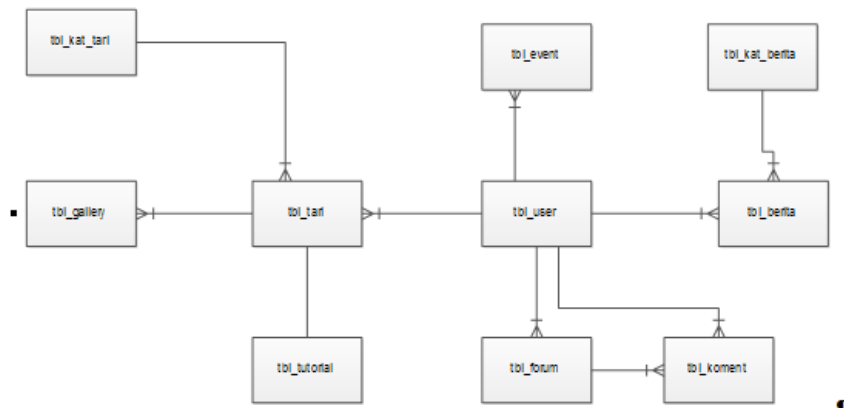 tbl_kat_tari
tbl_event
tbl_kat_berita
tbl_gallery
tbl_tari
tbl_user
tbl_berita
tbl_tutorial
tbl_forum
tbl_koment